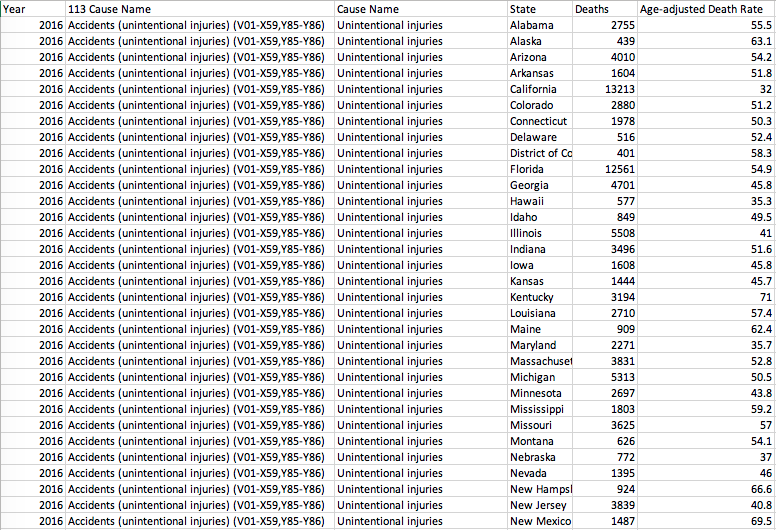 Year 113 Cause Name Cause Name State Deaths Age-adjusted Death Rate
2016 Accidents (unintentional injuries) (V01-X59,Y85-Y86) Unintentional injuries Alabama 2755 55.5
2016 Accidents (unintentional injuries) (V01-X59,Y85-Y86) Unintentional injuries Alaska 439 63.1
2016 Accidents (unintentional injuries) (V01-X59,Y85-Y86) Unintentional injuries Arizona 4010 54.2
2016 Accidents (unintentional injuries) (V01-X59,Y85-Y86) Unintentional injuries Arkansas 1604 51.8
2016 Accidents (unintentional injuries) (V01-X59,Y85-Y86) Unintentional injuries California 13213 32
2016 Accidents (unintentional injuries) (V01-X59,Y85-Y86) Unintentional injuries Colorado 2880 51.2
2016 Accidents (unintentional injuries) (V01-X59,Y85-Y86) Unintentional injuries Connecticut 1978 50.3
2016 Accidents (unintentional injuries) (V01-X59,Y85-Y86) Unintentional injuries Delaware 516 52.4
2016 Accidents (unintentional injuries) (V01-X59,Y85-Y86) Unintentional injuries District of Co 401 58.3
2016 Accidents (unintentional injuries) (V01-X59,Y85-Y86) Unintentional injuries Florida 12561 54.9
2016 Accidents (unintentional injuries) (V01-X59,Y85-Y86) Unintentional injuries Georgia 4701 45.8
2016 Accidents (unintentional injuries) (V01-X59,Y85-Y86) Unintentional injuries Hawaii 577 35.3
2016 Accidents (unintentional injuries) (V01-X59,Y85-Y86) Unintentional injuries Idaho 849 49.5
2016 Accidents (unintentional injuries) (V01-X59,Y85-Y86) Unintentional injuries Illinois 5508 41
2016 Accidents (unintentional injuries) (V01-X59,Y85-Y86) Unintentional injuries Indiana 3496 51.6
2016 Accidents (unintentional injuries) (V01-X59,Y85-Y86) Unintentional injuries Iowa 1608 45.8
2016 Accidents (unintentional injuries) (V01-X59,Y85-Y86) Unintentional injuries Kansas 1444 45.7
2016 Accidents (unintentional injuries) (V01-X59,Y85-Y86) Unintentional injuries Kentucky 3194 71
2016 Accidents (unintentional injuries) (V01-X59,Y85-Y86) Unintentional injuries Louisiana 2710 57.4
2016 Accidents (unintentional injuries) (V01-X59,Y85-Y86) Unintentional injuries Maine 909 62.4
2016 Accidents (unintentional injuries) (V01-X59,Y85-Y86) Unintentional injuries Maryland 2271 35.7
2016 Accidents (unintentional injuries) (V01-X59,Y85-Y86) Unintentional injuries Massachuset 3831 52.8
2016 Accidents (unintentional injuries) (V01-X59,Y85-Y86) Unintentional injuries Michigan 5313 50.5
2016 Accidents (unintentional injuries) (V01-X59,Y85-Y86) Unintentional injuries Minnesota 2697 43.8
2016 Accidents (unintentional injuries) (V01-X59,Y85-Y86) Unintentional injuries Mississippi 1803 59.2
2016 Accidents (unintentional injuries) (V01-X59,Y85-Y86) Unintentional injuries Missouri 3625 57
2016 Accidents (unintentional injuries) (V01-X59,Y85-Y86) Unintentional injuries Montana 626 54.1
2016 Accidents (unintentional injuries) (V01-X59,Y85-Y86) Unintentional injuries Nebraska 772 37
2016 Accidents (unintentional injuries) (V01-X59,Y85-Y86) Unintentional injuries Nevada 1395 46
2016 Accidents (unintentional injuries) (V01-X59,Y85-Y86) Unintentional injuries New Hamps 924 66.6
2016 Accidents (unintentional injuries) (V01-X59,Y85-Y86) Unintentional injuries New Jersey 3839 40.8
2016 Accidents (unintentional injuries) (V01-X59,Y85-Y86) Unintentional injuries New Mexico 1487 69.5